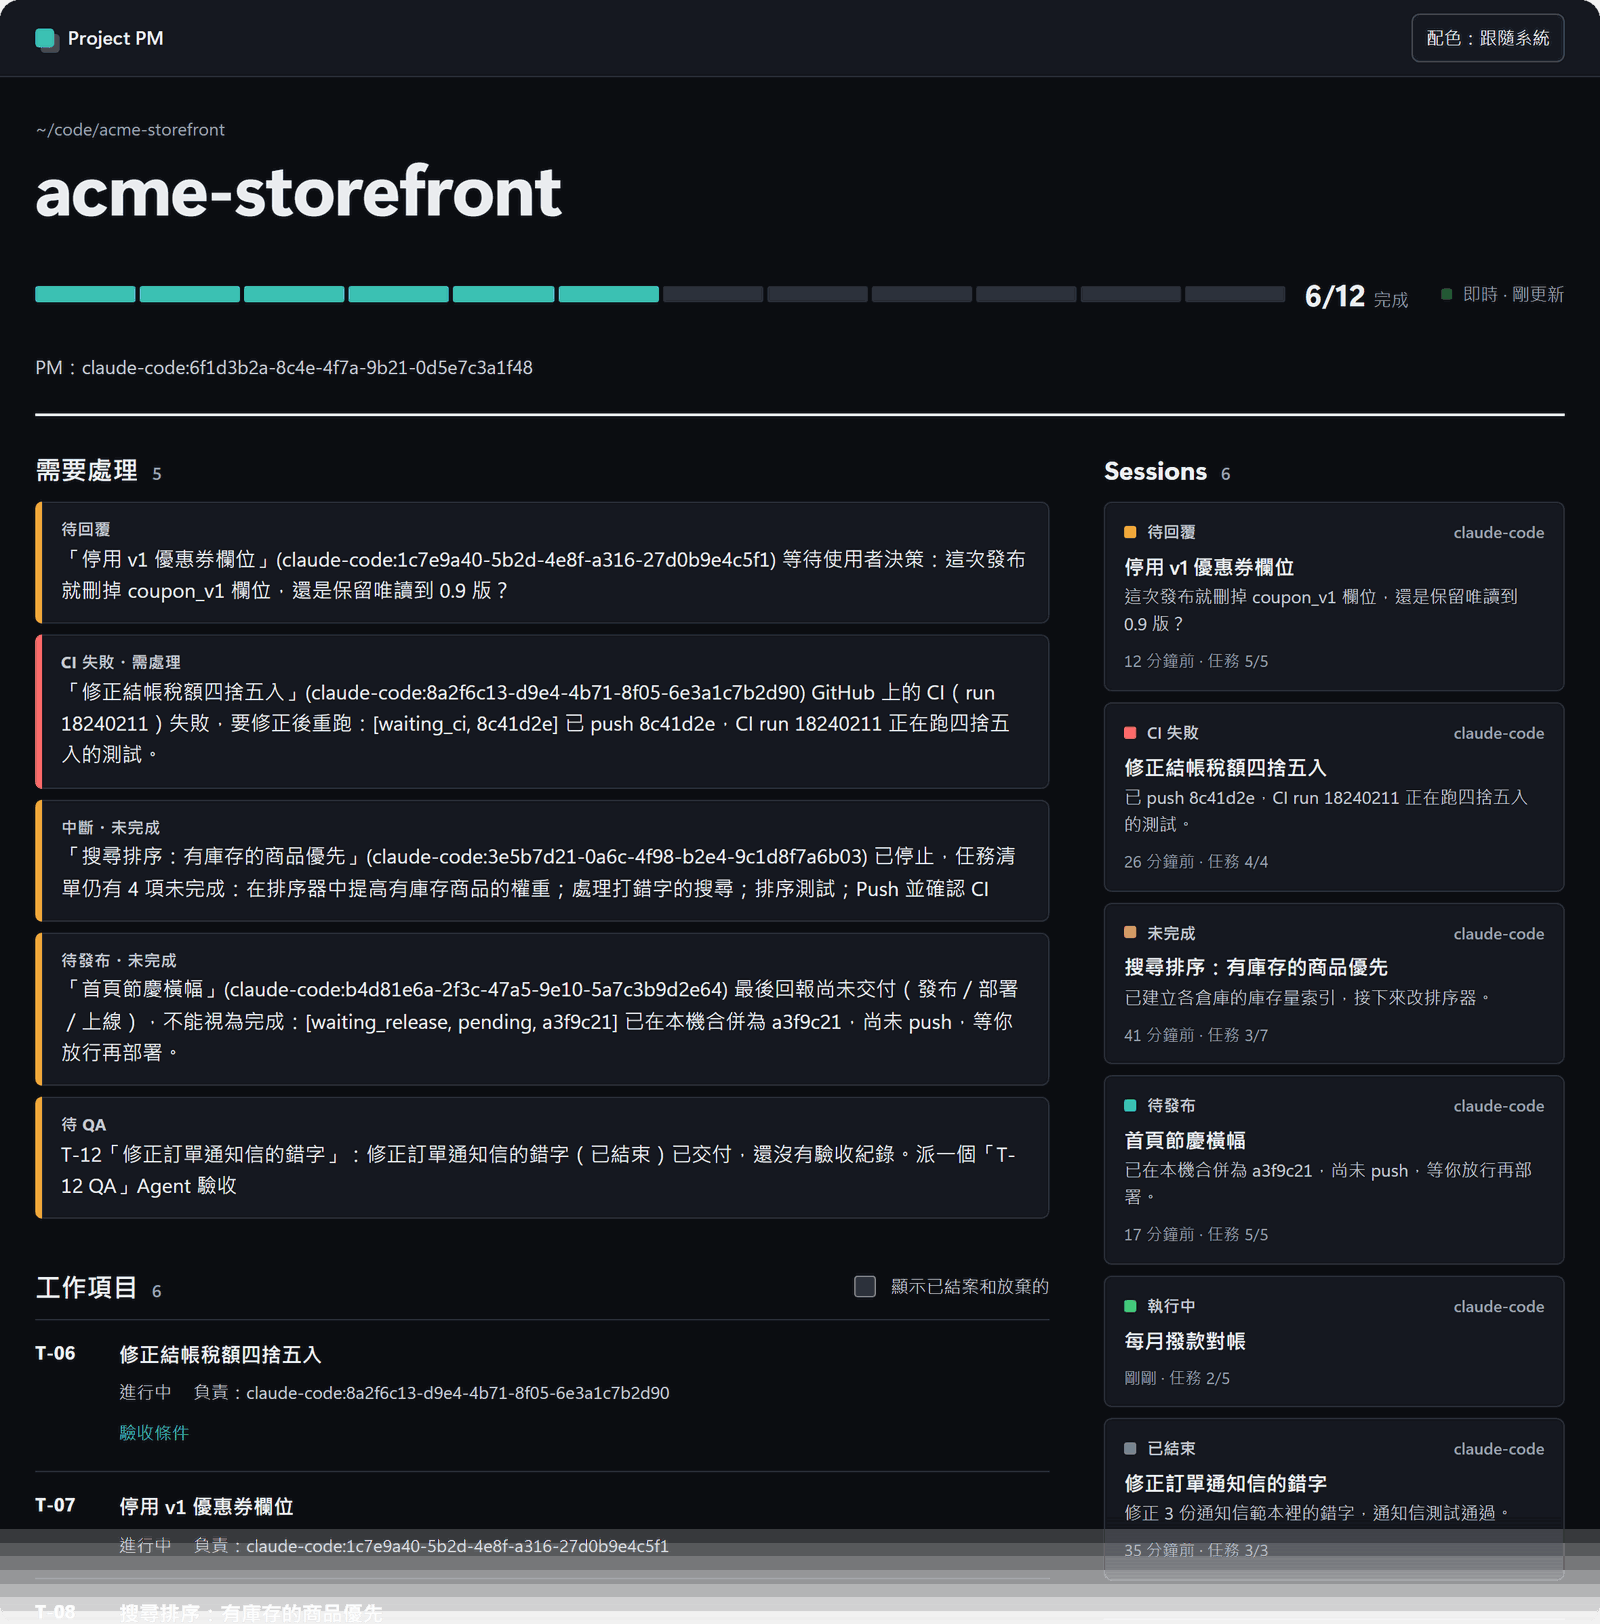 Project PM
配色：跟隨系統
~/code/acme-storefront
acme-storefront
6/12 完成
即時 · 剛更新
PM：claude-code:6f1d3b2a-8c4e-4f7a-9b21-0d5e7c3a1f48
需要處理 5
待回覆
「停用 v1 優惠券欄位」(claude-code:1c7e9a40-5b2d-4e8f-a316-27d0b9e4c5f1) 等待使用者決策：這次發布
就刪掉 coupon_v1 欄位，還是保留唯讀到 0.9 版？
CI 失敗 · 需處理
「修正結帳稅額四捨五入」(claude-code:8a2f6c13-d9e4-4b71-8f05-6e3a1c7b2d90) GitHub 上的 CI（run
18240211）失敗，要修正後重跑：[waiting_ci, 8c41d2e] 已 push 8c41d2e，CI run 18240211 正在跑四捨五
入的測試。
中斷 · 未完成
「搜尋排序：有庫存的商品優先」(claude-code:3e5b7d21-0a6c-4f98-b2e4-9c1d8f7a6b03) 已停止，任務清
單仍有 4 項未完成：在排序器中提高有庫存商品的權重；處理打錯字的搜尋；排序測試；Push 並確認 CI
待發布 · 未完成
「首頁節慶橫幅」(claude-code:b4d81e6a-2f3c-47a5-9e10-5a7c3b9d2e64) 最後回報尚未交付（發布／部署
／上線），不能視為完成：[waiting_release, pending, a3f9c21] 已在本機合併為 a3f9c21，尚未 push，等你
放行再部署。
待 QA
T-12「修正訂單通知信的錯字」：修正訂單通知信的錯字（已結束）已交付，還沒有驗收紀錄。派一個「T-
12 QA」Agent 驗收
工作項目 6
顯示已結案和放棄的
T-06 修正結帳稅額四捨五入
進行中 負責：claude-code:8a2f6c13-d9e4-4b71-8f05-6e3a1c7b2d90
驗收條件
T-07 停用 v1 優惠券欄位
進行中 負責：claude-code:1c7e9a40-5b2d-4e8f-a316-27d0b9e4c5f1
T-08 搜尋排序：有庫存的商品優先
Sessions 6
待回覆 claude-code
停用 v1 優惠券欄位
這次發布就刪掉 coupon_v1 欄位，還是保留唯讀到
0.9 版？
12 分鐘前 · 任務 5/5
CI 失敗 claude-code
修正結帳稅額四捨五入
已 push 8c41d2e，CI run 18240211 正在跑四捨五入
的測試。
26 分鐘前 · 任務 4/4
未完成 claude-code
搜尋排序：有庫存的商品優先
已建立各倉庫的庫存量索引，接下來改排序器。
41 分鐘前 · 任務 3/7
待發布 claude-code
首頁節慶橫幅
已在本機合併為 a3f9c21，尚未 push，等你放行再部
署。
17 分鐘前 · 任務 5/5
執行中 claude-code
每月撥款對帳
剛剛 · 任務 2/5
已結束 claude-code
修正訂單通知信的錯字
修正 3 份通知信範本裡的錯字，通知信測試通過。
35 分鐘前 · 任務 3/3